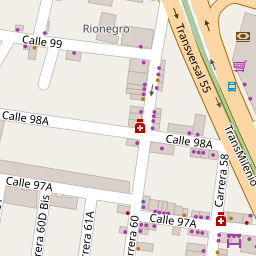 Rionegro
Calle 99
Transversal 55
Calle 98A
Calle 98A
TransMilenio
Calle 97A
Carrera 58
Carrera 60D Bis
Carrera 61A
Carrera 60
Calle 97A